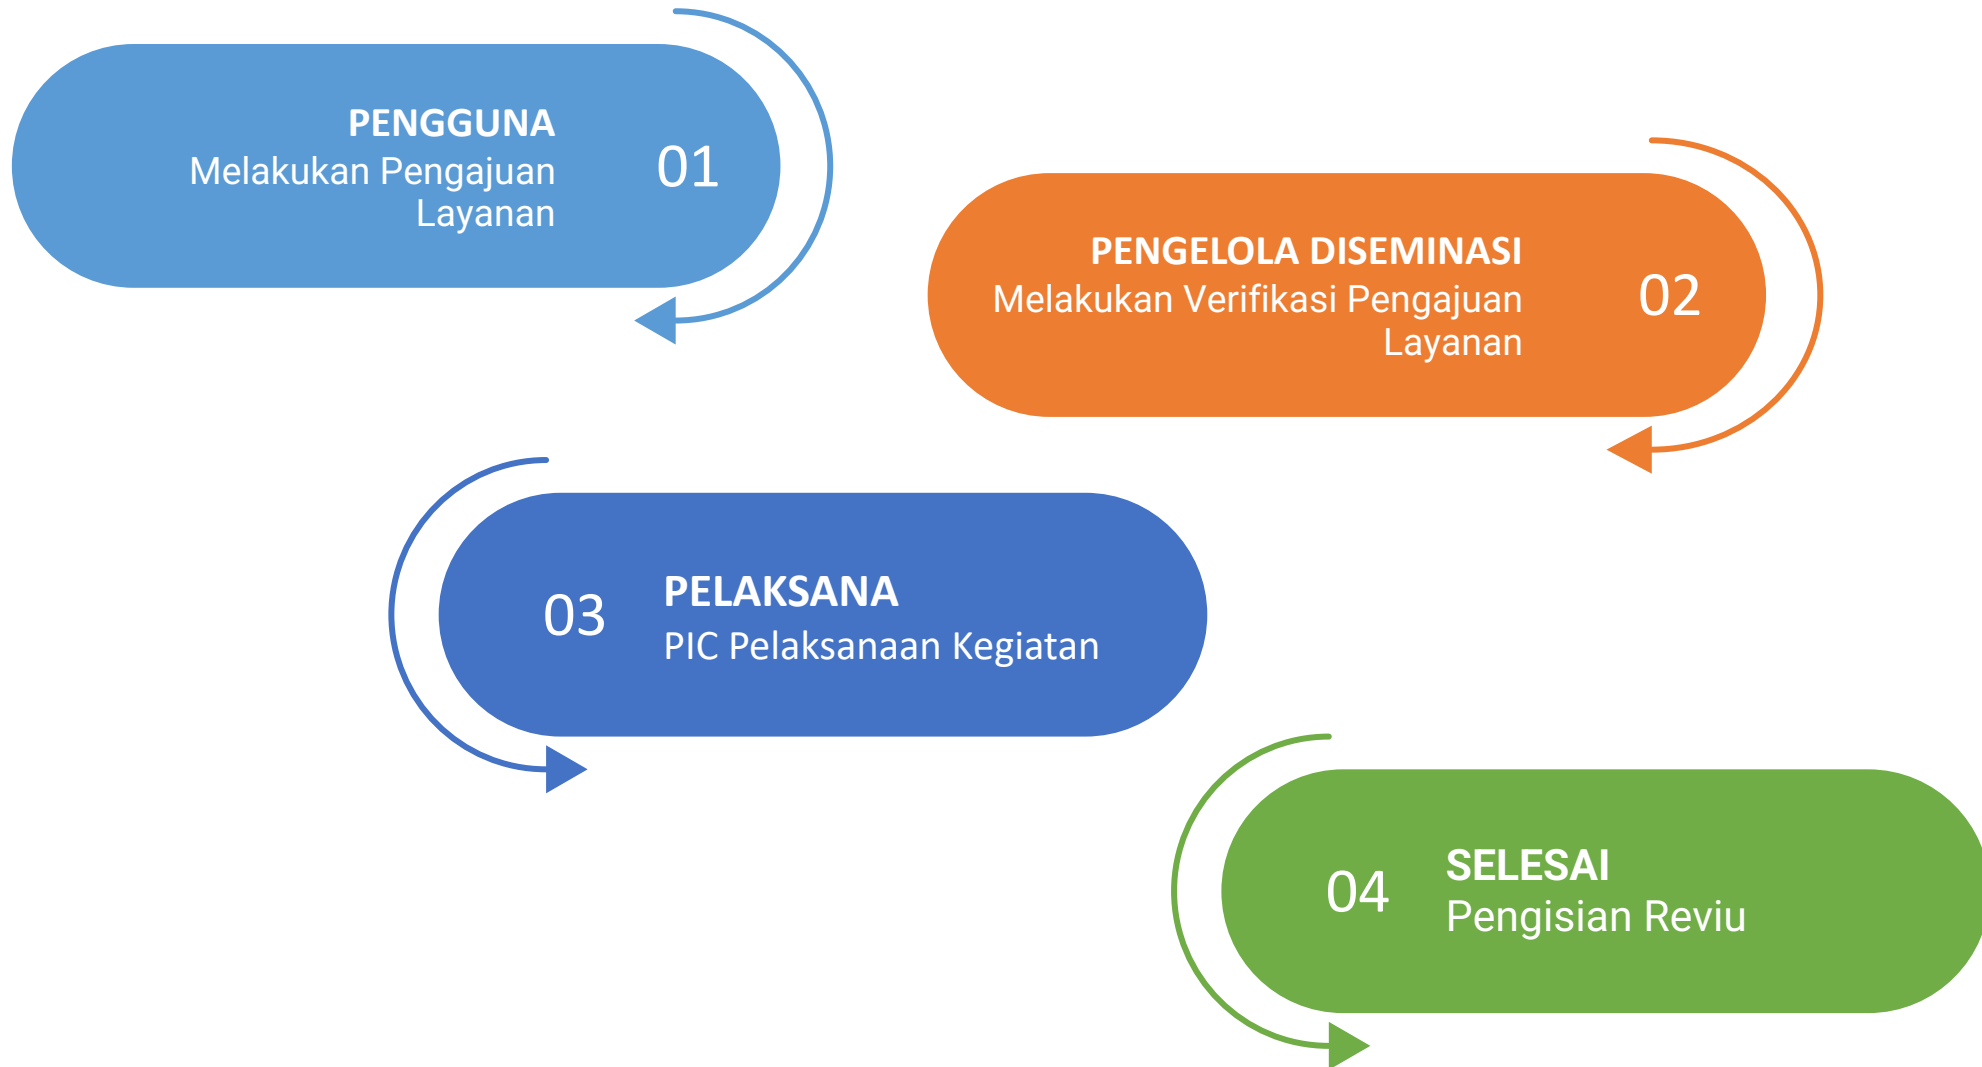 PENGGUNA
Melakukan Pengajuan
Layanan
01
PENGELOLA DISEMINASI
Melakukan Verifikasi Pengajuan
Layanan
02
03
PELAKSANA
PIC Pelaksanaan Kegiatan
04
SELESAI
Pengisian Reviu